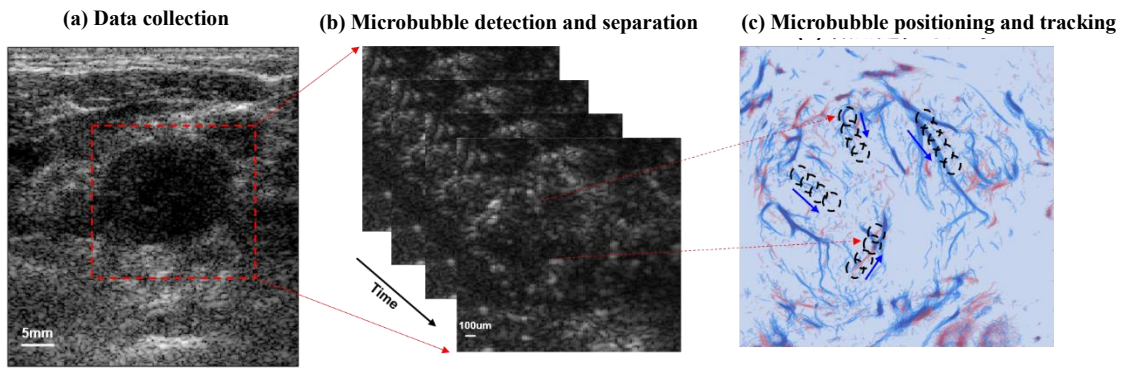 (a) Data collection
(b) Microbubble detection and separation
(c) Microbubble positioning and tracking
5mm
Time
100um